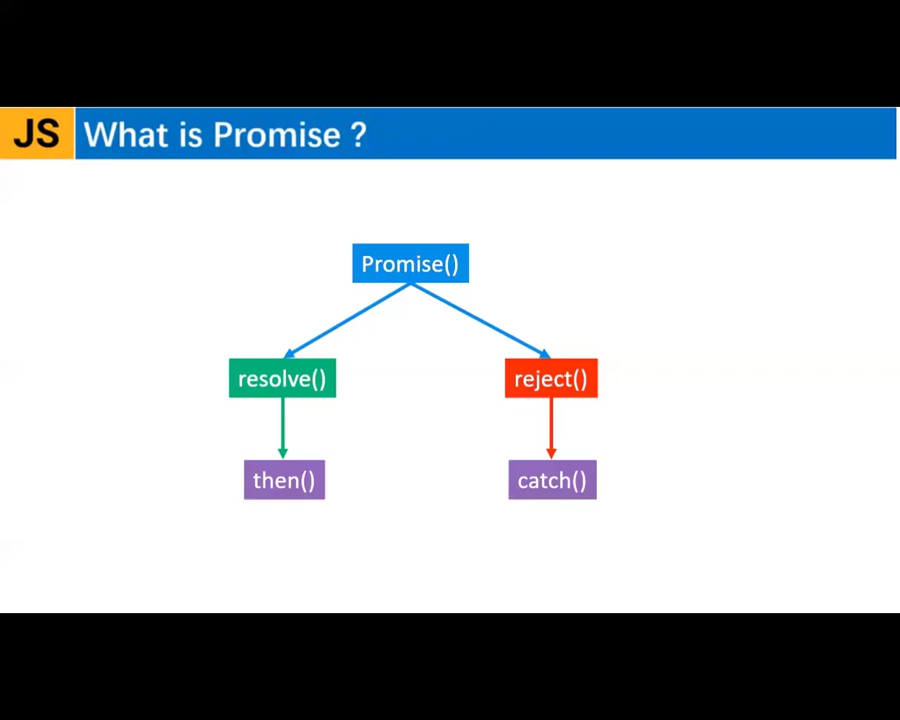 JS What is Promise ?
Promise()
resolve() reject()
then() catch()